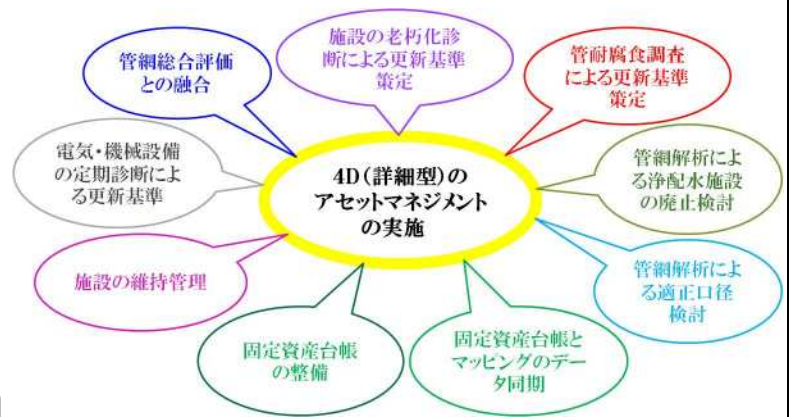 施設の老朽化診
断による更新基準
策定
管網総合評価
との融合
管耐腐食調査
による更新基準
策定
電気・機械設備
の定期診断によ
る更新基準
4D(詳細型)の
アセットマネジメント
の実施
管網解析によ
る浄配水施設
の廃止検討
施設の維持管理
管網解析によ
る適正口径
検討
固定資産台帳
の整備
固定資産台帳と
マッピングのデー
タ同期